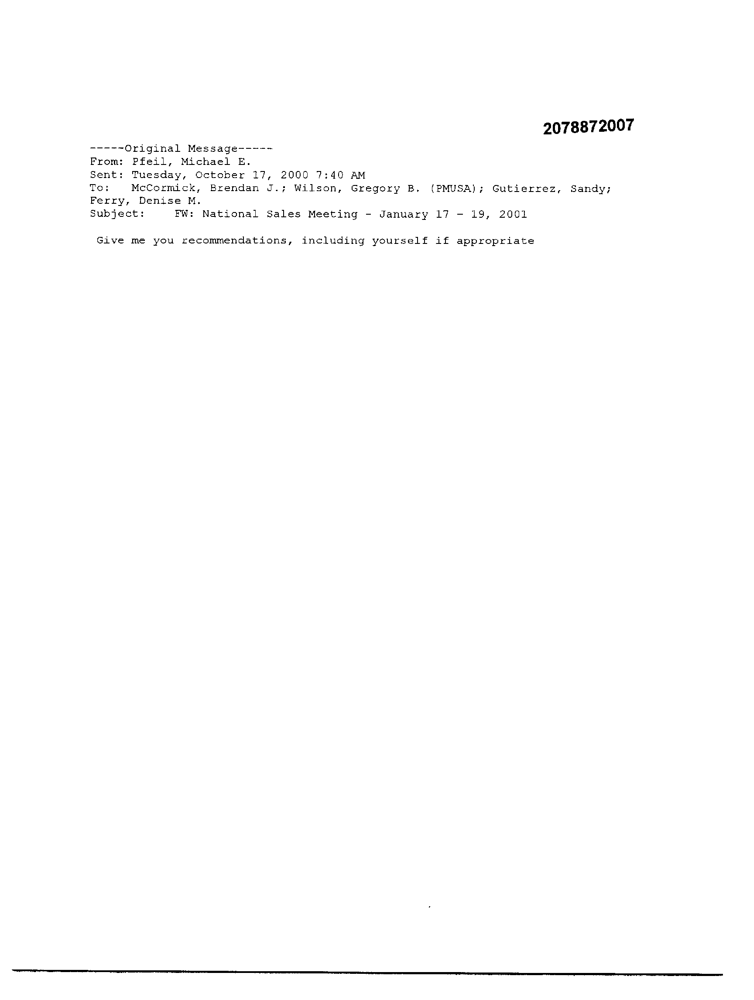 2078872007
-----Original Message-----
From: Pfeil, Michael E.
Sent: Tuesday, October 17, 2000 7:40 AM
To: McCormick, Brendan J.; Wilson, Gregory B. (PMUSA); Gutierrez, Sandy;
Ferry, Denise M.
Subject: FW: National Sales Meeting - January 17 - 19, 2001
Give me you recommendations, including yourself if appropriate